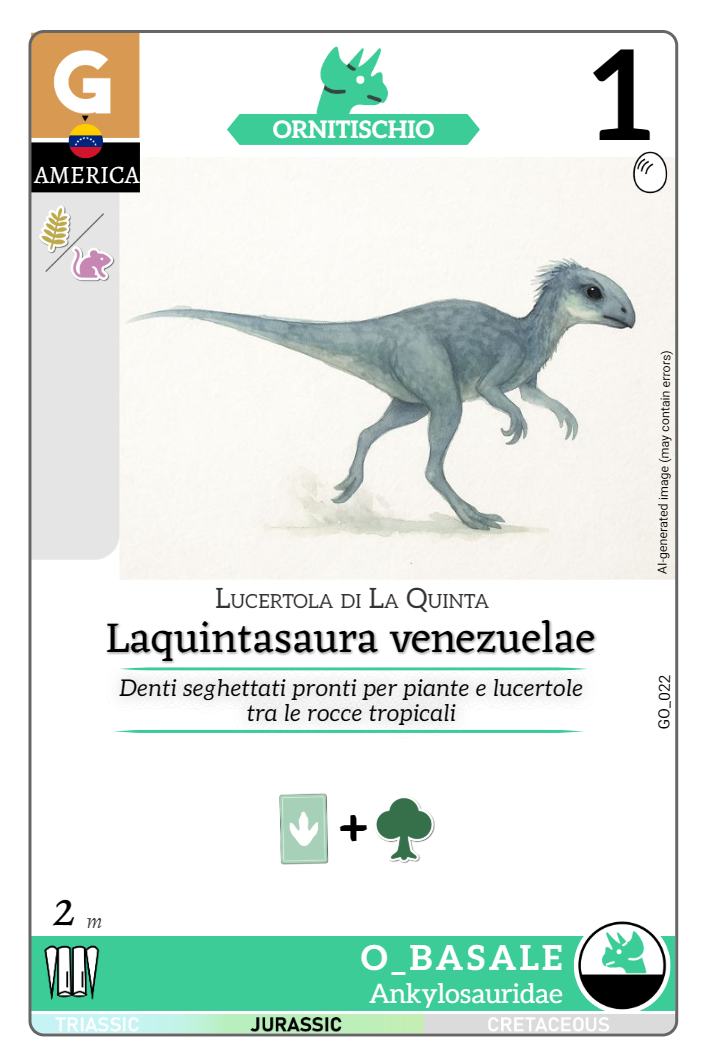 G
AMERICA
ORNITISCHIO
1
AI-generated image (may contain errors)
Lucertola di La Quinta
Laquintasaura venezuelae
Denti seghettati pronti per piante e lucertole
tra le rocce tropicali
GO_022
+
2 m
O_BASALE
Ankylosauridae
TRIASSIC JURASSIC CRETACEOUS